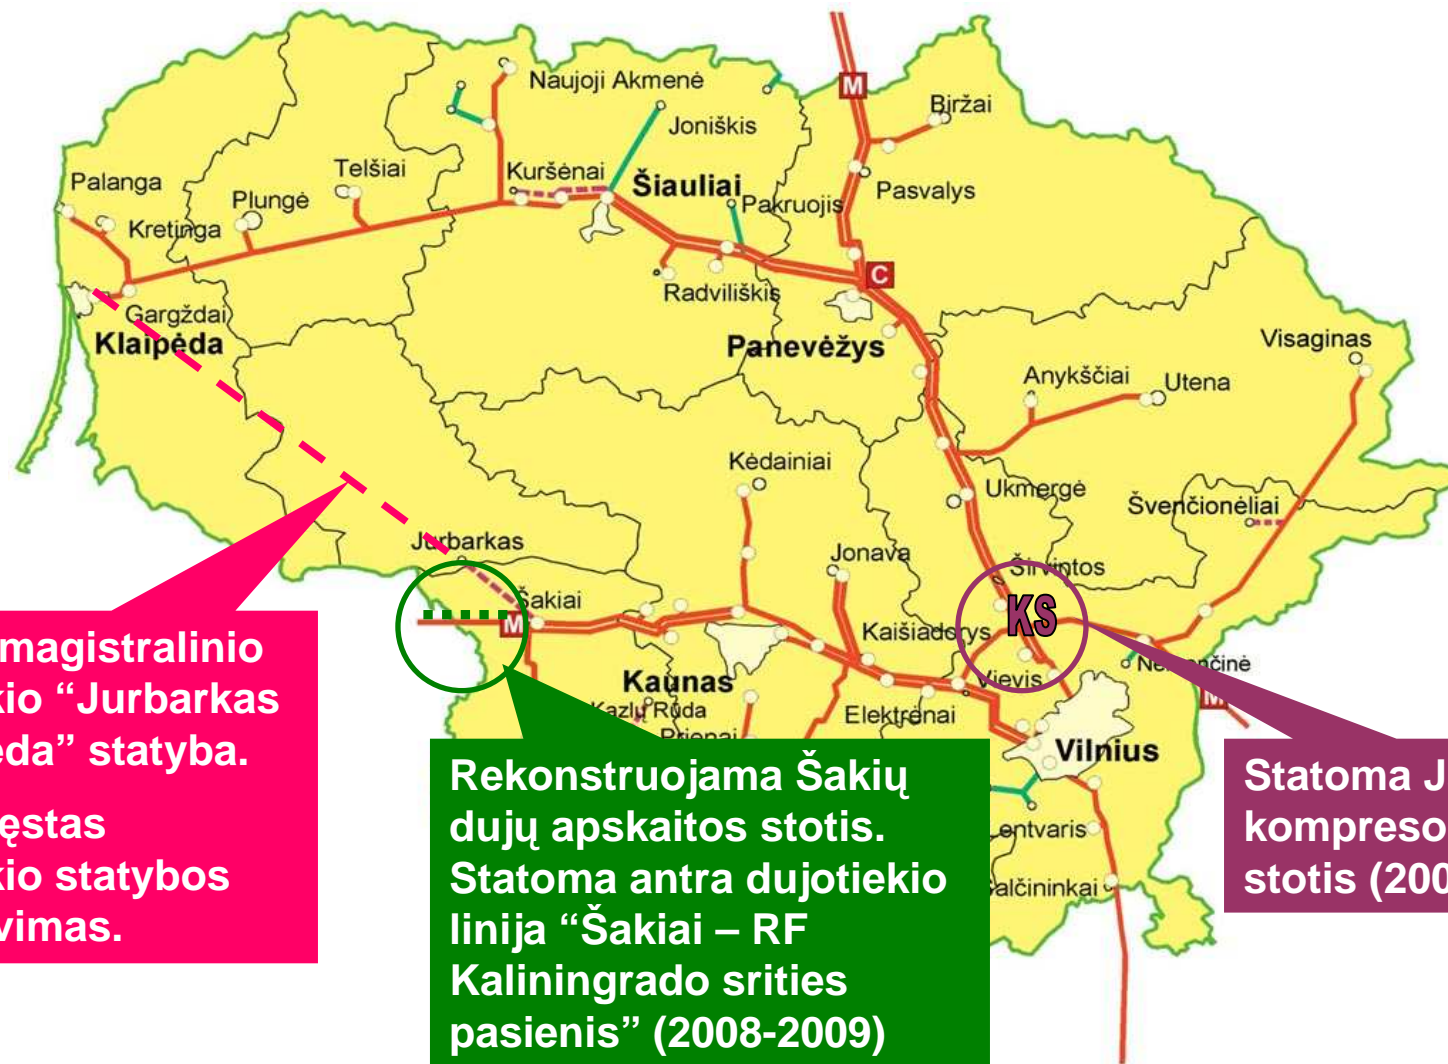 M
Naujoji Akmenė
Biržai
Joniškis
Telšiai
Kuršėnai
Šiauliai
Palanga
Plungė
Pakruojis
Pasvalys
Kretinga
C
Radviliškis
Gargždai
Klaipėda
Panevėžys
Visaginas
Anykščiai
Utena
Kėdainiai
Ukmergė
Švenčionėliai
Jurbarkas
Jonava
Širvintos
Šakiai
M
KS
Kaišiadorys
Nemenčinė
Vievis
M
Kaunas
Kazlų Rūda
Elektrėnai
Prienai
Vilnius
magistralinio
kio “Jurbarkas
ėda” statyba.
ęstas
kio statybos
vimas.
Rekonstruojama Šakių
dujų apskaitos stotis.
Statoma antra dujotiekio
linija “Šakiai – RF
Kaliningrado srities
pasienis” (2008-2009)
entvaris
alčininkai
Statoma J
kompreso
stotis (200